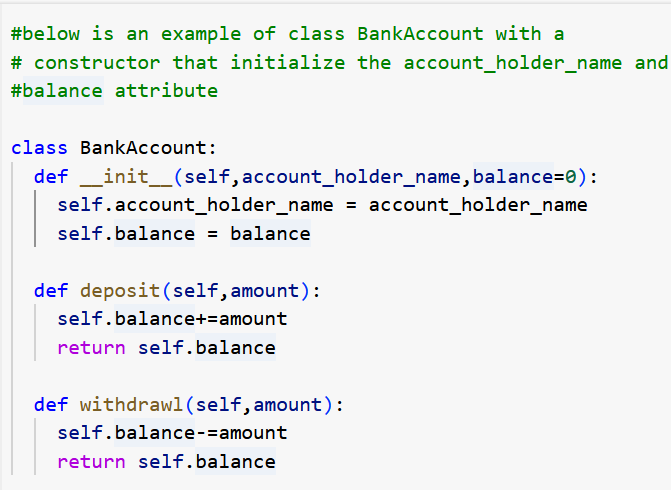 #below is an example of class BankAccount with a
# constructor that initialize the account_holder_name and
#balance attribute
class BankAccount:
def __init__(self,account_holder_name,balance=0):
self.account_holder_name = account_holder_name
self.balance = balance
def deposit(self,amount):
self.balance+=amount
return self.balance
def withdrawl(self,amount):
self.balance-=amount
return self.balance